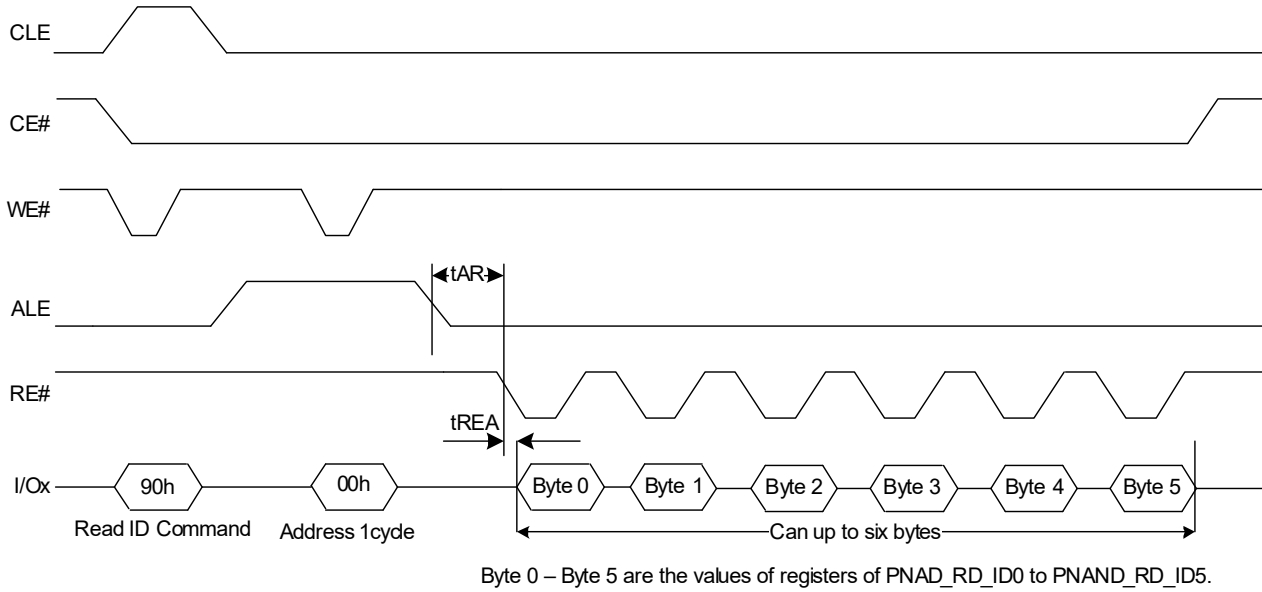 CLE
CE#
WE#
tAR
ALE
RE#
tREA
I/Ox
90h
00h
Byte 0
Byte 1
Byte 2
Byte 3
Byte 4
Byte 5
Read ID Command
Address 1cycle
Can up to six bytes
Byte 0 – Byte 5 are the values of registers of PNAD_RD_ID0 to PNAND_RD_ID5.